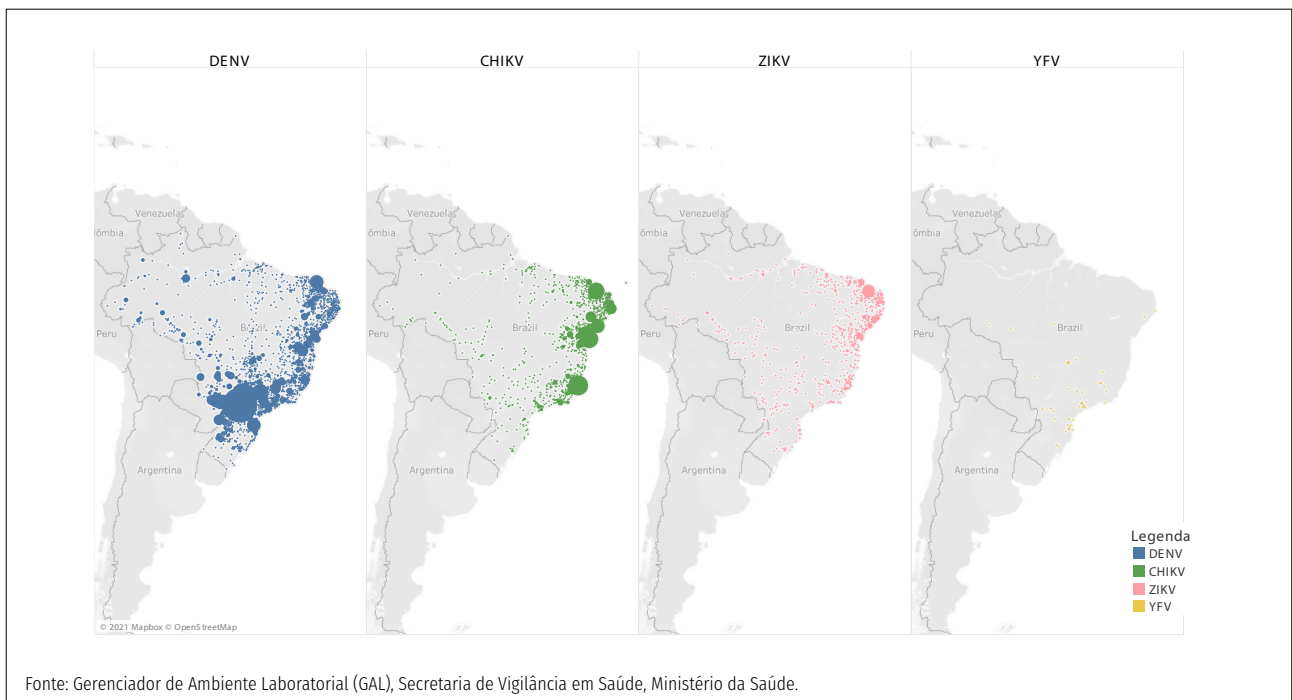 DENV
CHIKV
ZIKV
YFV
Venezuela
Venezuela
Venezuela
Venezuela
ômbia
ômbia
ômbia
ômbia
Brazil
Brazil
Brazil
Brazil
Peru
Peru
Peru
Peru
Argentina
Argentina
Argentina
Argentina
Legenda
DENV
CHIKV
ZIKV
YFV
© 2021 Mapbox © OpenStreetMap
Fonte: Gerenciador de Ambiente Laboratorial (GAL), Secretaria de Vigilância em Saúde, Ministério da Saúde.